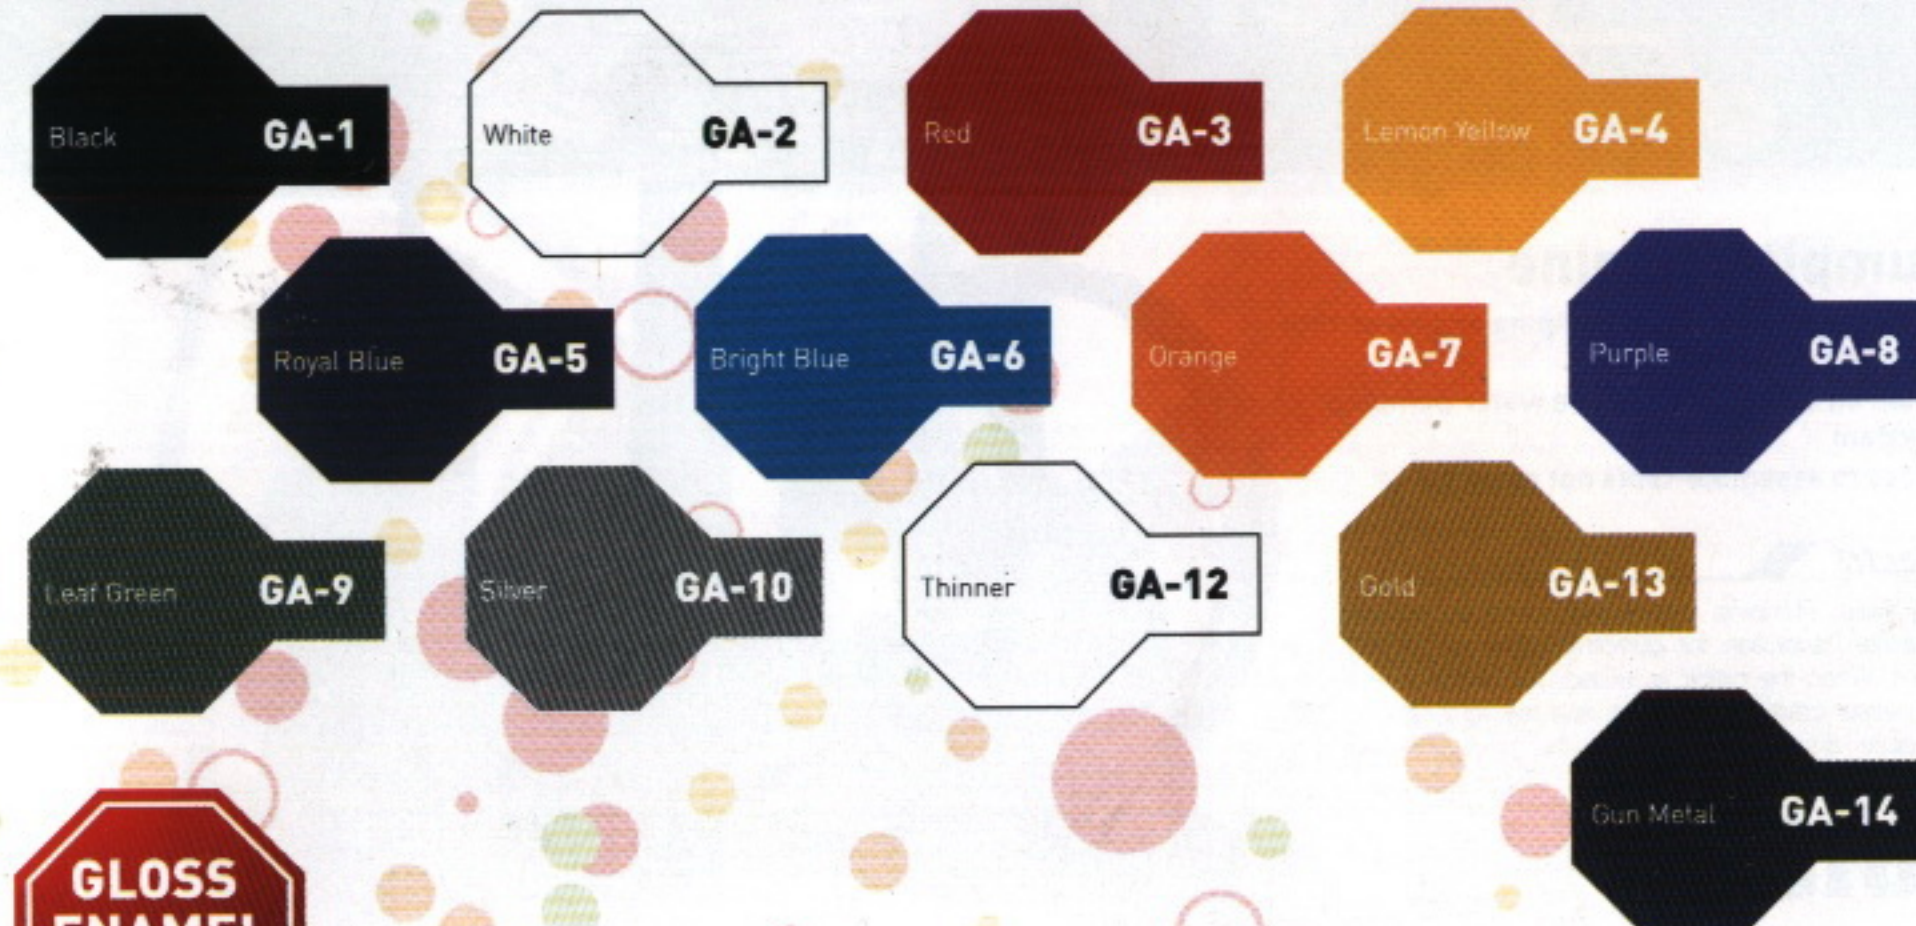 Black GA-1
White GA-2
Red GA-3
Lemon Yellow GA-4
Royal Blue GA-5
Bright Blue GA-6
Orange GA-7
Purple GA-8
Leaf Green GA-9
Silver GA-10
Thinner GA-12
Gold GA-13
Gun Metal GA-14
GLOSS
ENAMEL